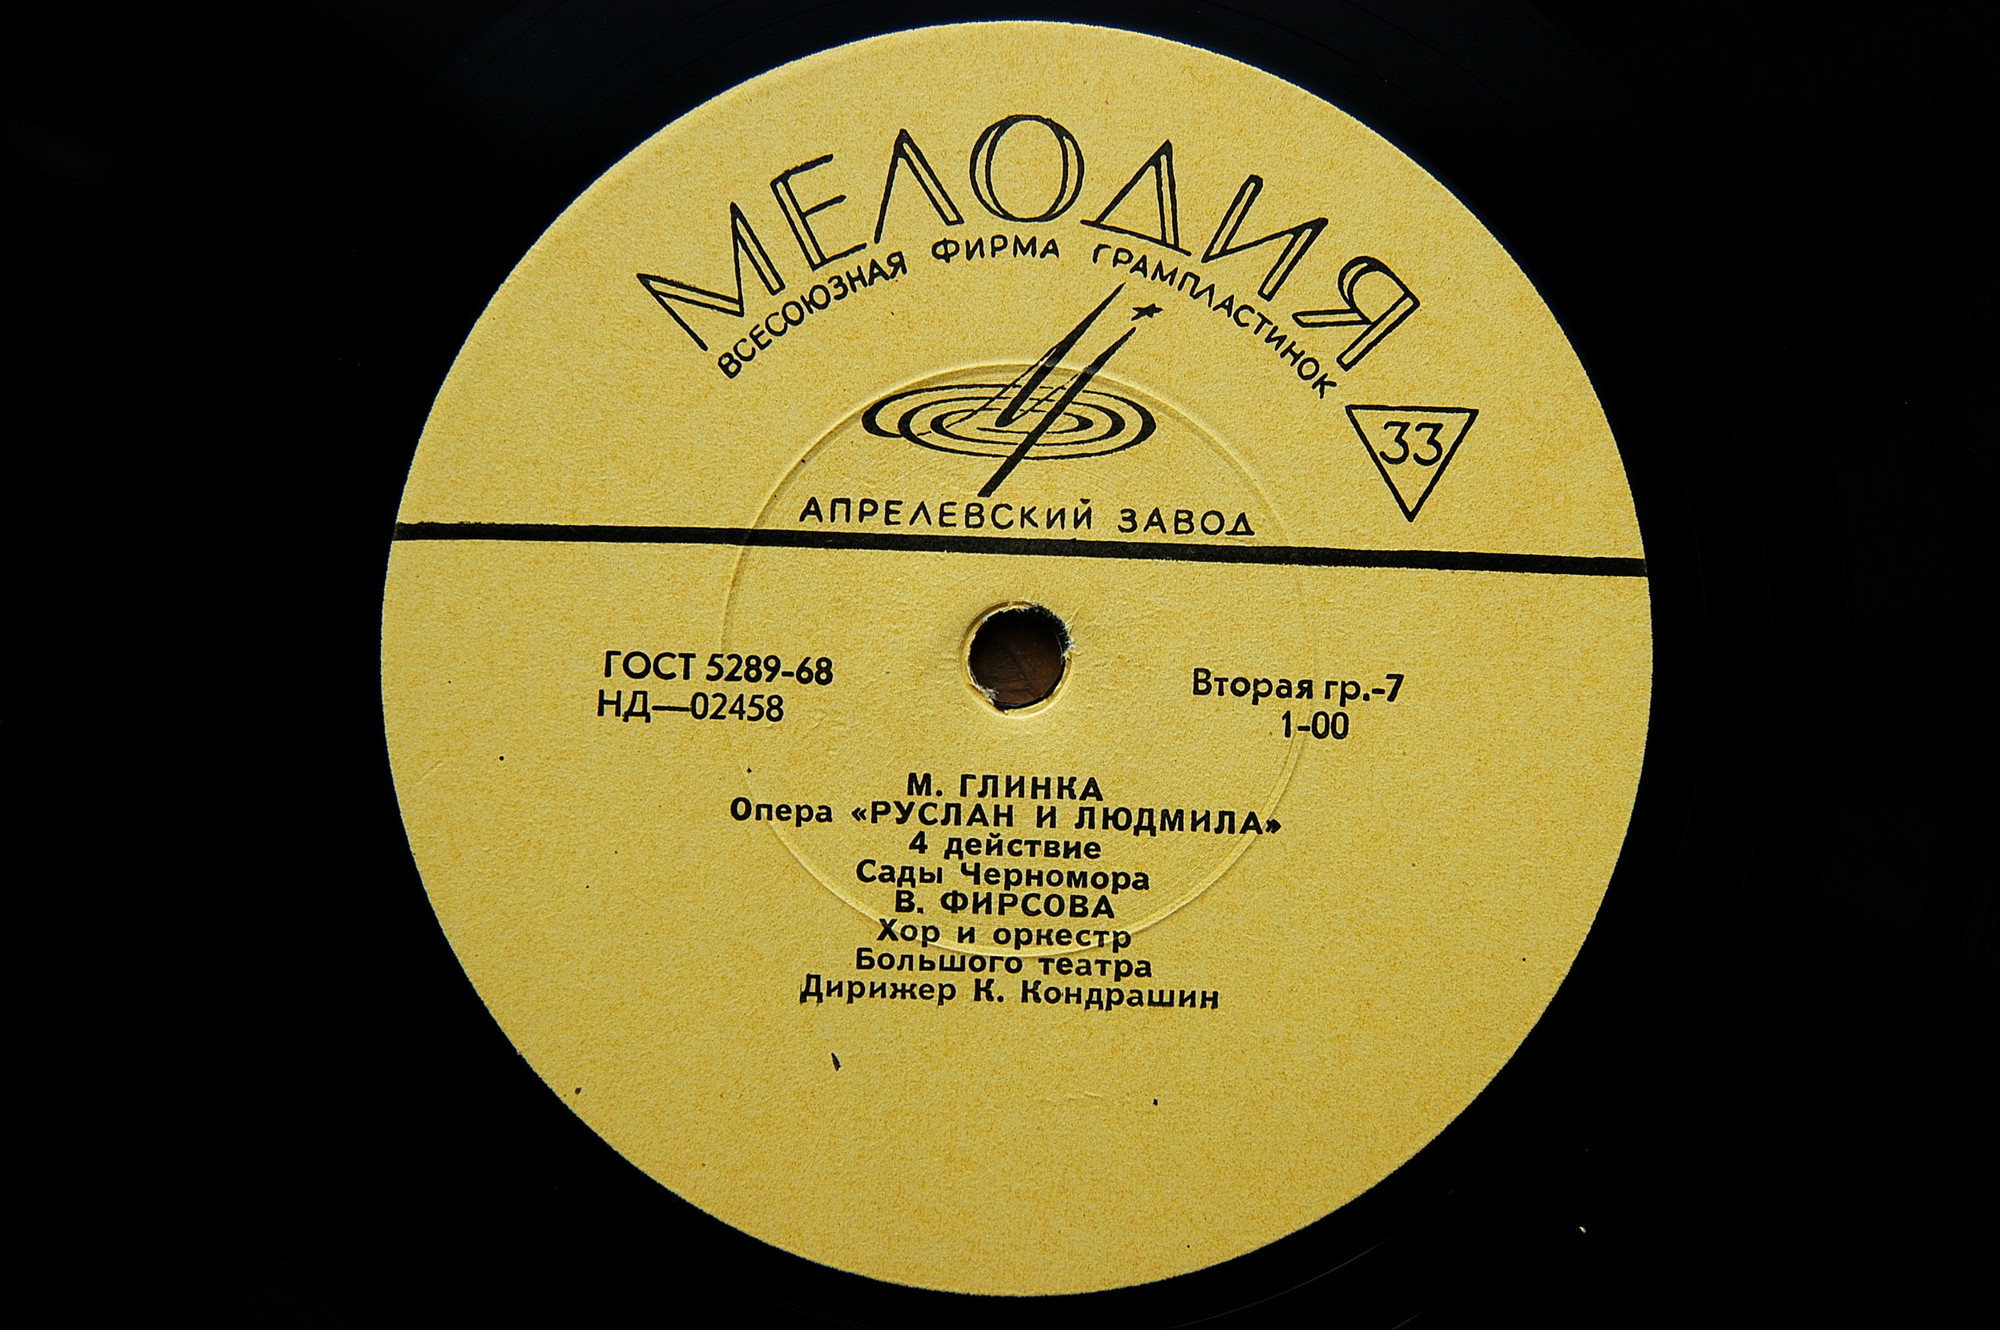 МЕЛОДИЯ
ВСЕСОЮЗНАЯ ФИРМА ГРАМПЛАСТИНОК
33
АПРЕЛЕВСКИЙ ЗАВОД
ГОСТ 5289-68
НД—02458
Вторая гр.-7
1-00
М. ГЛИНКА
Опера «РУСЛАН И ЛЮДМИЛА»
4 действие
Сады Черномора
В. ФИРСОВА
Хор и оркестр
Большого театра
Дирижер К. Кондрашин